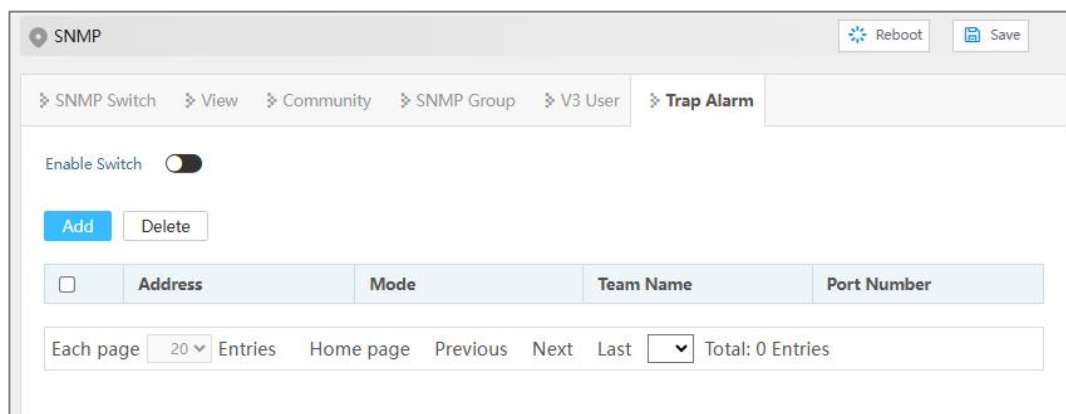 SNMP Reboot Save
SNMP Switch View Community SNMP Group V3 User Trap Alarm
Enable Switch
Add Delete
Address Mode Team Name Port Number
Each page 20 Entries Home page Previous Next Last Total: 0 Entries